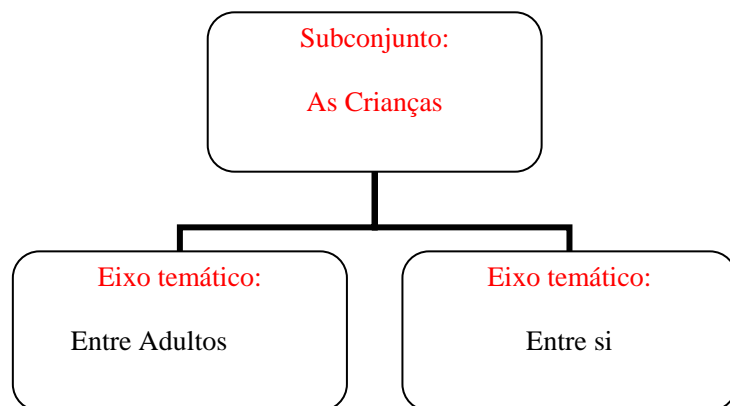 Subconjunto:
As Crianças
Eixo temático:
Entre Adultos
Eixo temático:
Entre si